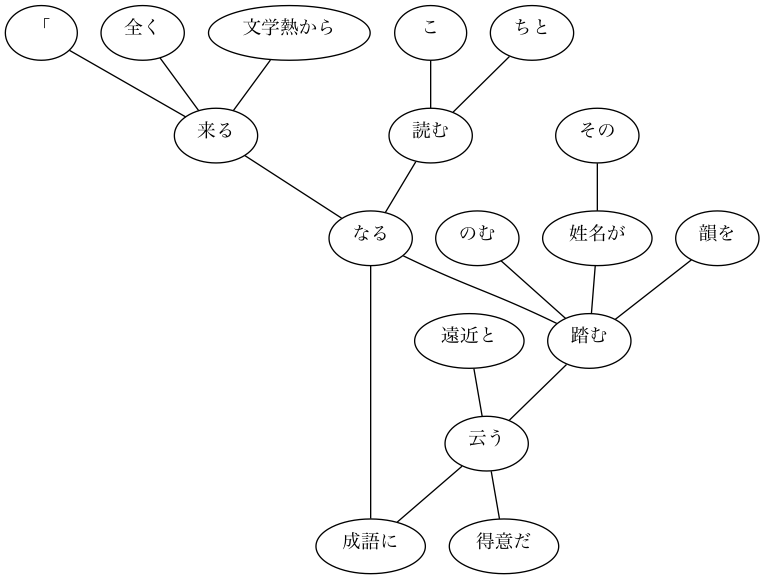 「 全く 文学熱から こ ちと
来る 読む その
なる のむ 姓名が 韻を
遠近と 踏む
云う
成語に 得意だ